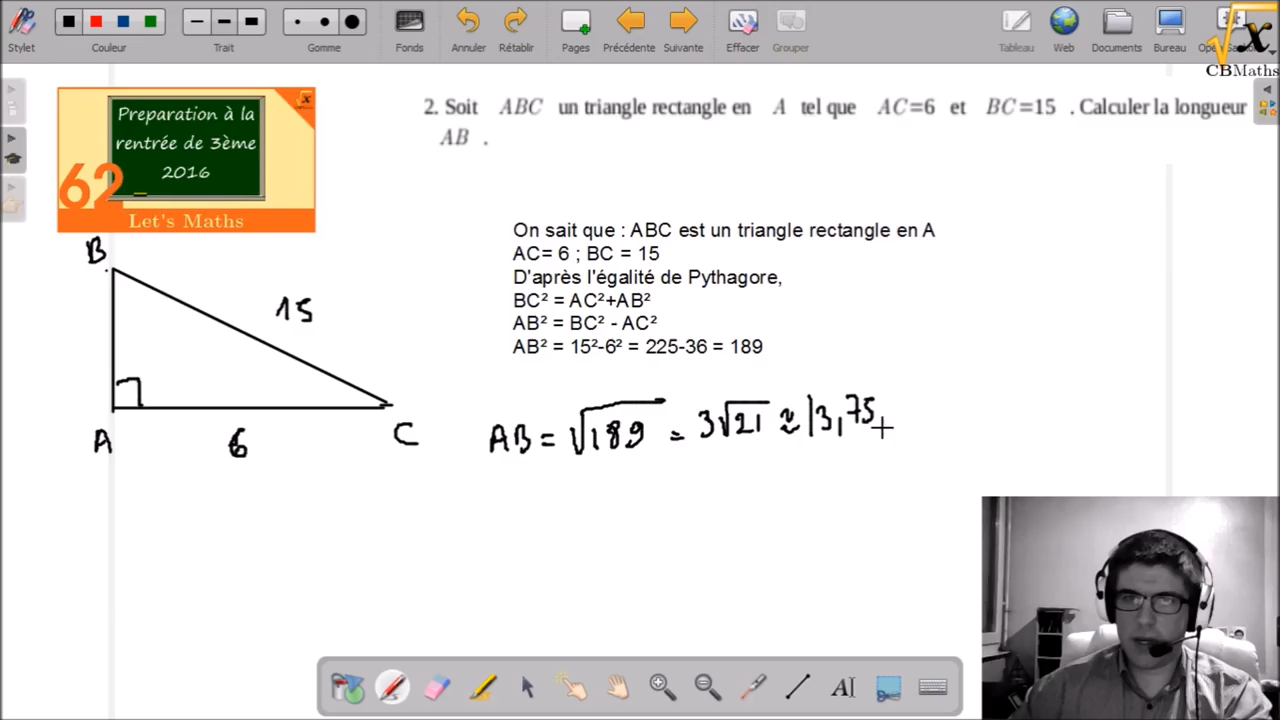 Stylet
Couleur
Trait
Gomme
Fonds
Annuler
Rétablir
Pages
Précédente
Suivante
Effacer
Grouper
Tableau
Web
Documents
Bureau
CBMaths
Preparation à la
rentrée de 3ème
2016
62
Let's Maths
2. Soit ABC un triangle rectangle en A tel que AC=6 et BC=15 . Calculer la longueur
AB .
On sait que : ABC est un triangle rectangle en A
AC= 6 ; BC = 15
D'après l'égalité de Pythagore,
BC² = AC²+AB²
AB² = BC² - AC²
AB² = 15²-6² = 225-36 = 189
B
15
A
6
C
AB = √189 = 3√21 ≈ 13,75